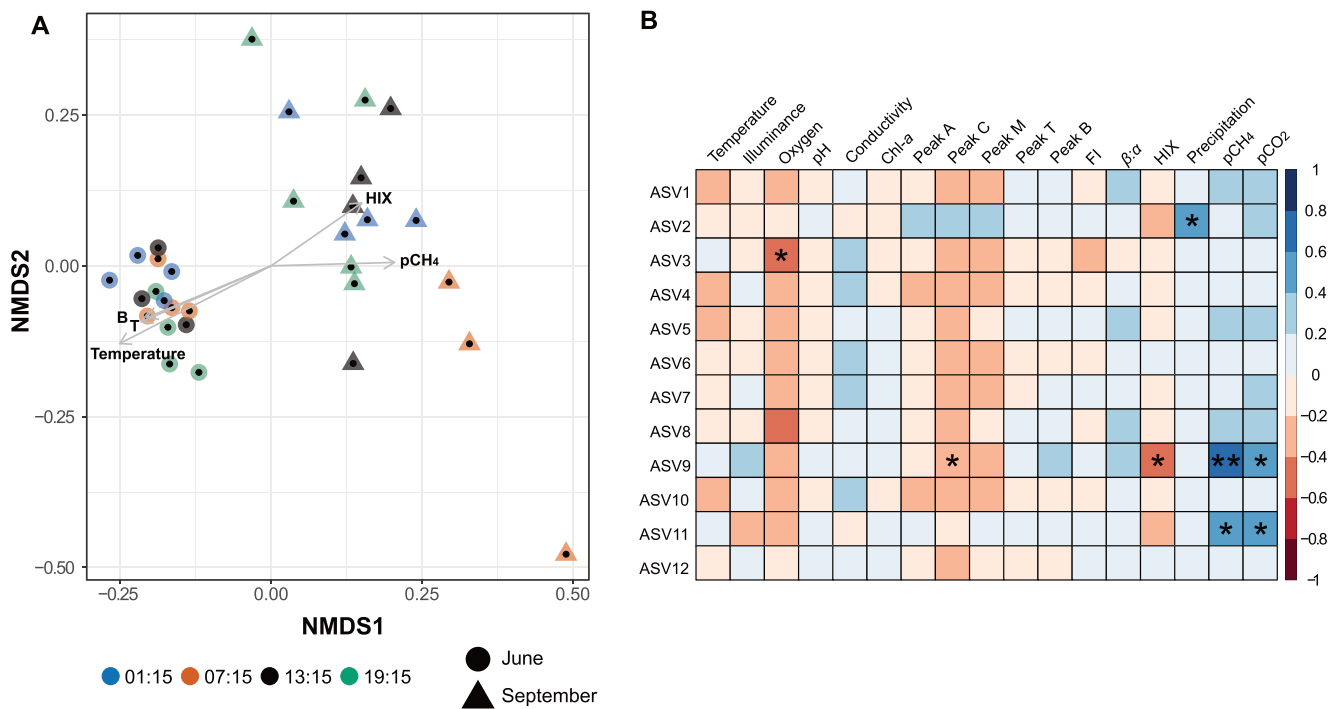 A
NMDS2
0.25
0.00
−0.25
−0.50
HIX
pCH4
B
T
Temperature
−0.25
0.00
0.25
0.50
NMDS1
01:15
07:15
13:15
19:15
June
September
B
Temperature
Illuminance
Oxygen
pH
Conductivity
Chl-a
Peak A
Peak C
Peak M
Peak T
Peak B
FI
β:α
HIX
Precipitation
pCH4
pCO2
ASV1
ASV2 *
ASV3 *
ASV4
ASV5
ASV6
ASV7
ASV8
ASV9 * * ** *
ASV10
ASV11 * *
ASV12
1
0.8
0.6
0.4
0.2
0
−0.2
−0.4
−0.6
−0.8
−1